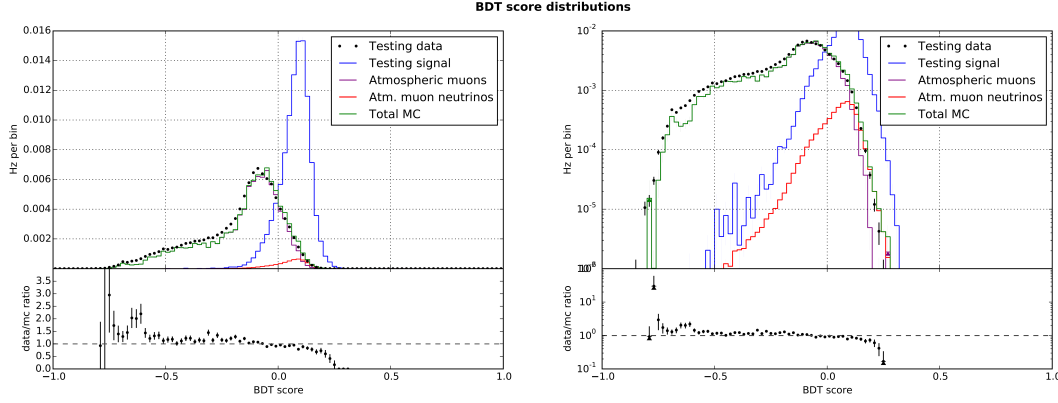 BDT score distributions
0.016
0.014
0.012
0.010
0.008
0.006
0.004
0.002
Hz per bin
Testing data
Testing signal
Atmospheric muons
Atm. muon neutrinos
Total MC
3.5
3.0
2.5
2.0
1.5
1.0
0.5
0.0
data/mc ratio
−1.0 −0.5 0.0 0.5 1.0
BDT score
10⁻²
10⁻³
10⁻⁴
10⁻⁵
Hz per bin
Testing data
Testing signal
Atmospheric muons
Atm. muon neutrinos
Total MC
10¹
10⁰
10⁻¹
data/mc ratio
−1.0 −0.5 0.0 0.5 1.0
BDT score